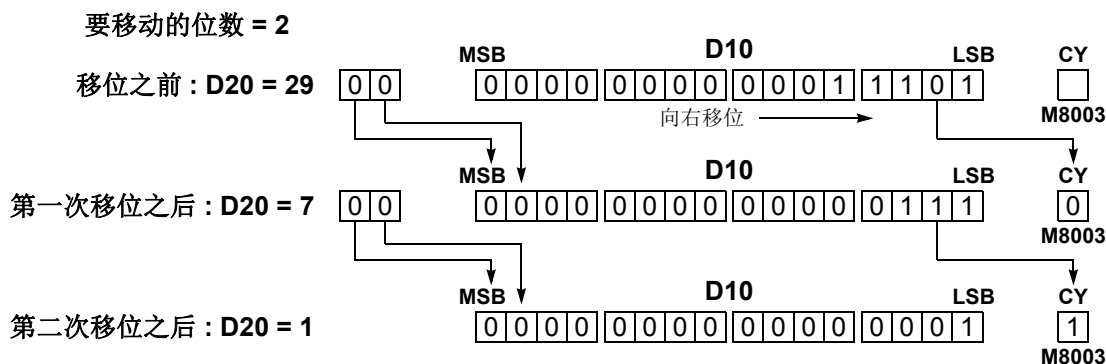 要移动的位数 = 2
MSB D10 LSB CY
移位之前 : D20 = 29 0 0 0 0 0 0 0 0 0 0 0 0 0 1 1 1 0 1
M8003
向右移位
MSB D10 LSB CY
第一次移位之后 : D20 = 7 0 0 0 0 0 0 0 0 0 0 0 0 0 0 0 1 1 1 0
M8003
MSB D10 LSB CY
第二次移位之后 : D20 = 1 0 0 0 0 0 0 0 0 0 0 0 0 0 0 0 1 1
M8003